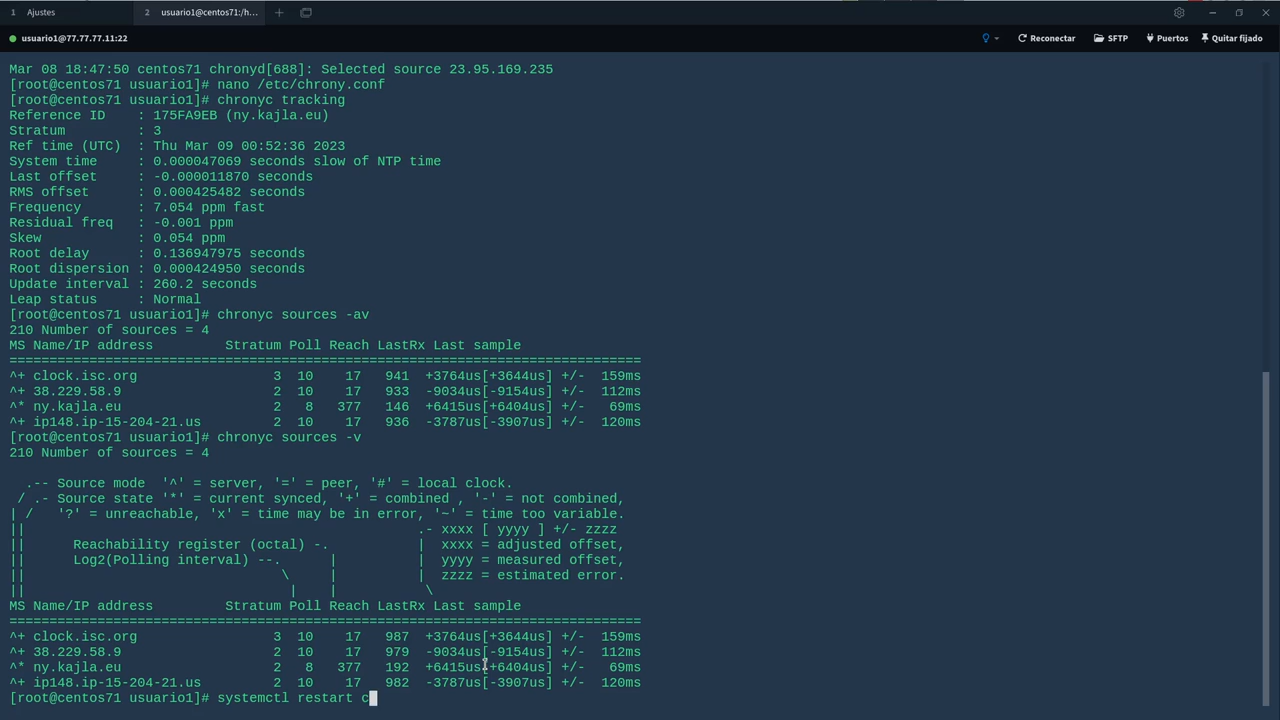 1 Ajustes 2 usuario1@centos71:/h...
usuario1@77.77.77.11:22 Reconectar SFTP Puertos Quitar fijado
Mar 08 18:47:50 centos71 chronyd[688]: Selected source 23.95.169.235
[root@centos71 usuario1]# nano /etc/chrony.conf
[root@centos71 usuario1]# chronyc tracking
Reference ID    : 175FA9EB (ny.kajla.eu)
Stratum         : 3
Ref time (UTC)  : Thu Mar 09 00:52:36 2023
System time     : 0.000047069 seconds slow of NTP time
Last offset     : -0.000011870 seconds
RMS offset      : 0.000425482 seconds
Frequency       : 7.054 ppm fast
Residual freq   : -0.001 ppm
Skew            : 0.054 ppm
Root delay      : 0.136947975 seconds
Root dispersion : 0.000424950 seconds
Update interval : 260.2 seconds
Leap status     : Normal
[root@centos71 usuario1]# chronyc sources -av
210 Number of sources = 4
MS Name/IP address         Stratum Poll Reach LastRx Last sample
===============================================================================
^+ clock.isc.org                 3  10    17   941  +3764us[+3644us] +/-  159ms
^+ 38.229.58.9                   2  10    17   933  -9034us[-9154us] +/-  112ms
^* ny.kajla.eu                   2   8   377   146  +6415us[+6404us] +/-   69ms
^+ ip148.ip-15-204-21.us         2  10    17   936  -3787us[-3907us] +/-  120ms
[root@centos71 usuario1]# chronyc sources -v
210 Number of sources = 4
  .-- Source mode  '^' = server, '=' = peer, '#' = local clock.
 / .- Source state '*' = current synced, '+' = combined , '-' = not combined,
| /   '?' = unreachable, 'x' = time may be in error, '~' = time too variable.
||                                                 .- xxxx [ yyyy ] +/- zzzz
||      Reachability register (octal) -.           |  xxxx = adjusted offset,
||      Log2(Polling interval) --.      |          |  yyyy = measured offset,
||                                \     |          |  zzzz = estimated error.
||                                 |    |           \
MS Name/IP address         Stratum Poll Reach LastRx Last sample
===============================================================================
^+ clock.isc.org                 3  10    17   987  +3764us[+3644us] +/-  159ms
^+ 38.229.58.9                   2  10    17   979  -9034us[-9154us] +/-  112ms
^* ny.kajla.eu                   2   8   377   192  +6415us[+6404us] +/-   69ms
^+ ip148.ip-15-204-21.us         2  10    17   982  -3787us[-3907us] +/-  120ms
[root@centos71 usuario1]# systemctl restart c